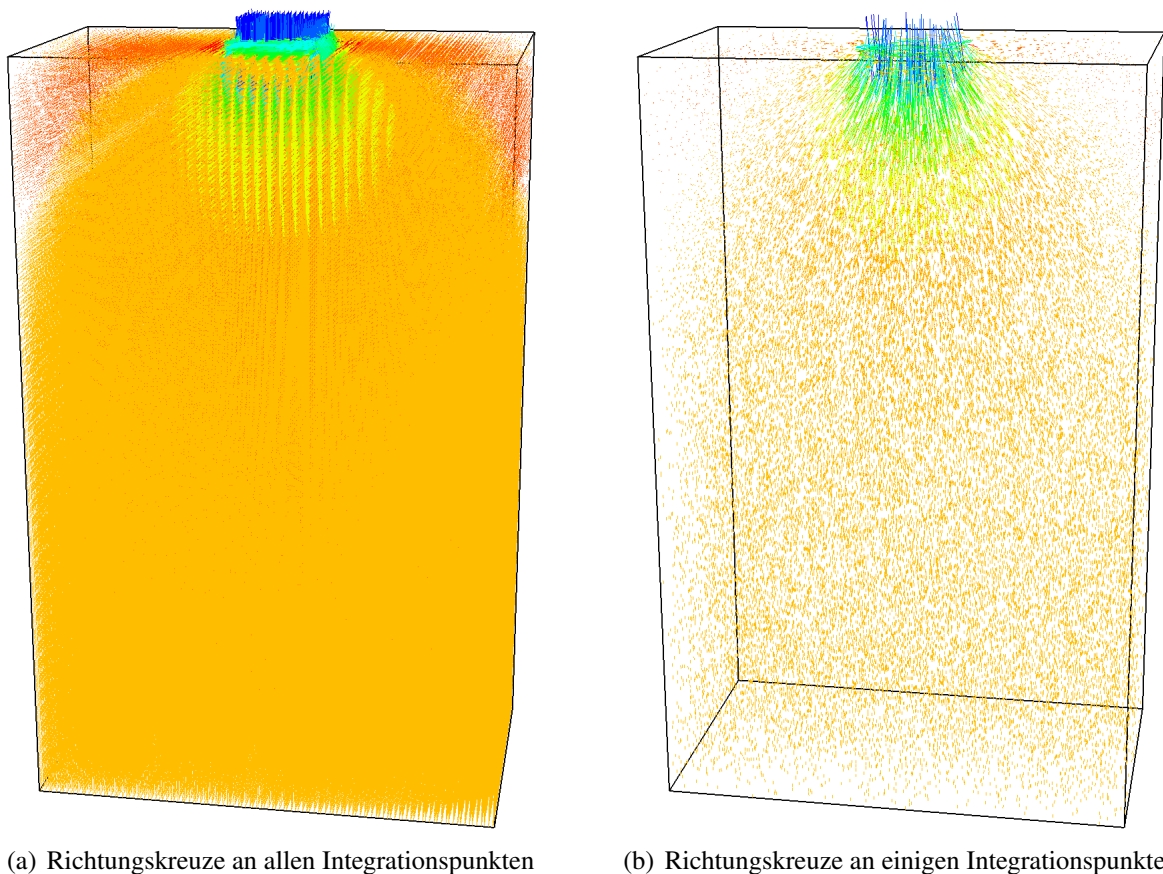 (a) Richtungskreuze an allen Integrationspunkten
(b) Richtungskreuze an einigen Integrationspunkte